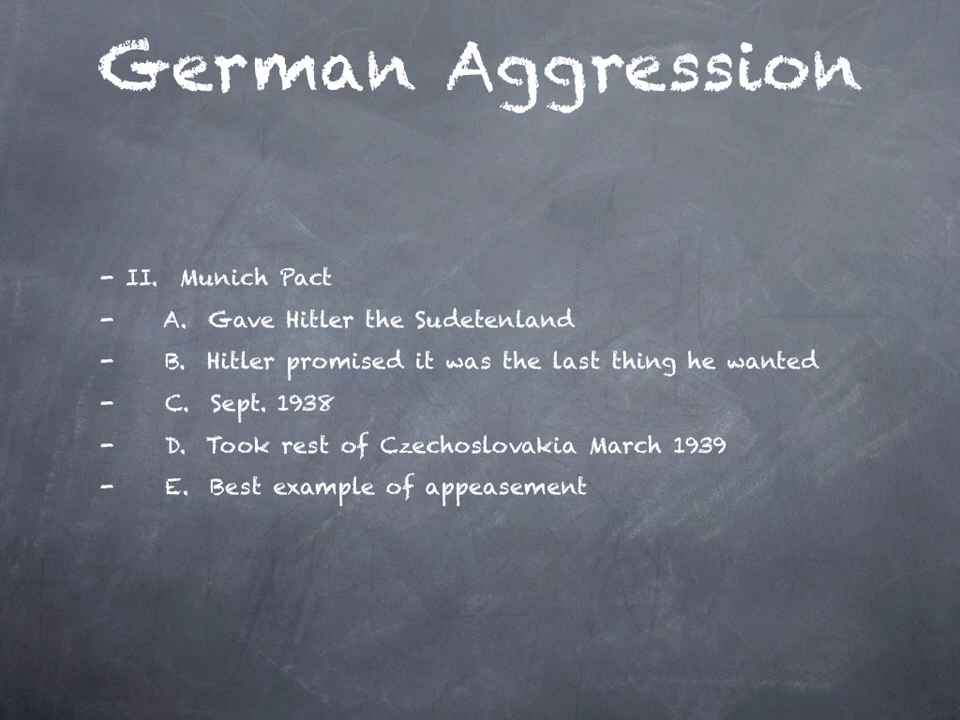 German Aggression
- II. Munich Pact
- A. Gave Hitler the Sudetenland
- B. Hitler promised it was the last thing he wanted
- C. Sept. 1938
- D. Took rest of Czechoslovakia March 1939
- E. Best example of appeasement